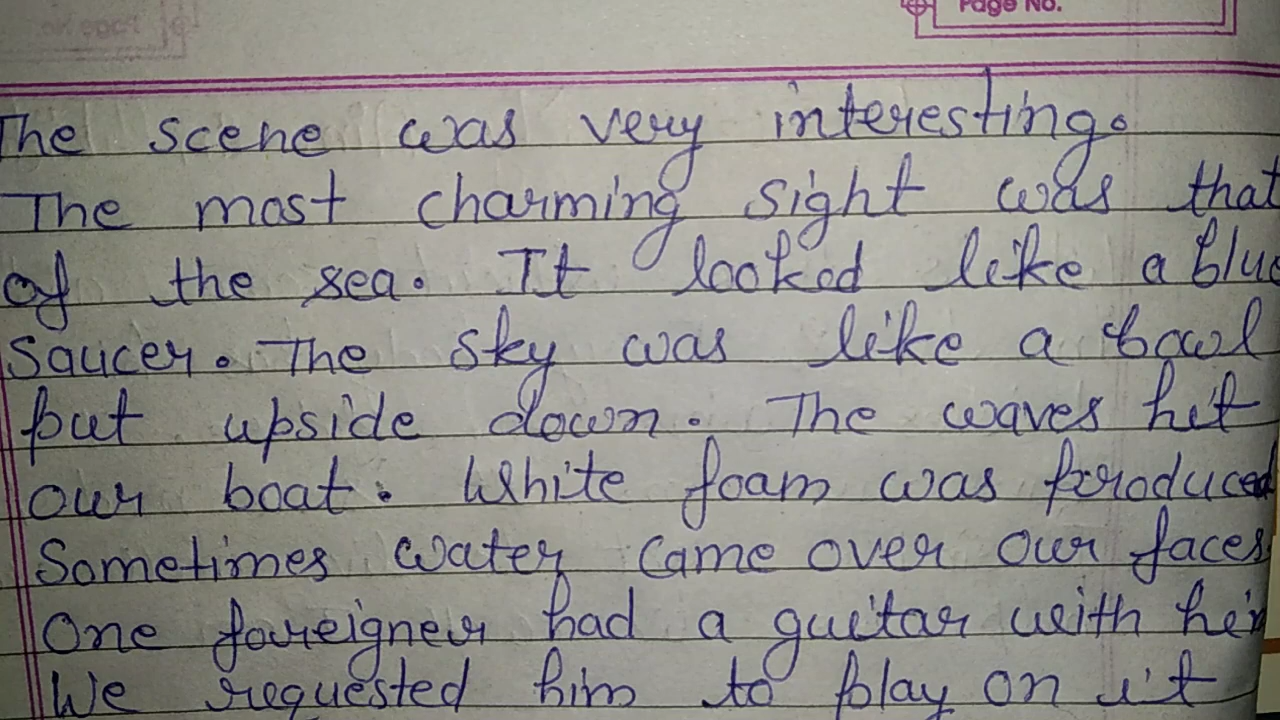 Page No.
The scene was very interesting.
The most charming sight was that
of the sea. It looked like a blue
Saucer. The sky was like a bowl
put upside down. The waves hit
our boat. White foam was produced
Sometimes water came over our faces
One foreigner had a guitar with him
We requested him to play on it